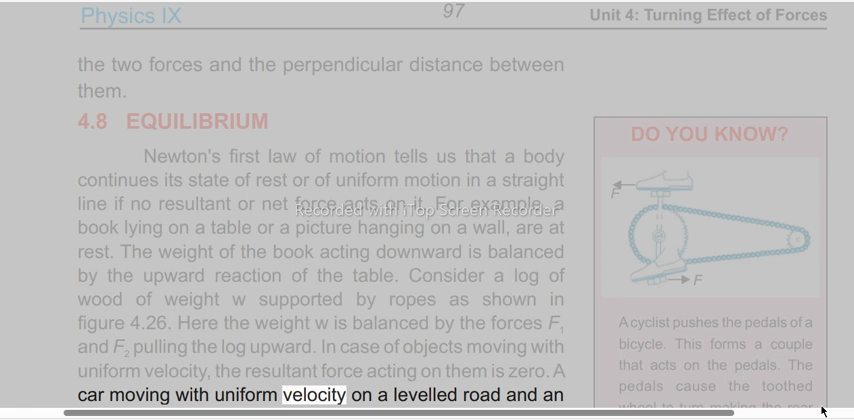 Physics IX
97
Unit 4: Turning Effect of Forces
the two forces and the perpendicular distance between
them.
4.8 EQUILIBRIUM
Newton's first law of motion tells us that a body
continues its state of rest or of uniform motion in a straight
line if no resultant or net force acts on it. For example, a
Recorded with iTop Screen Recorder
book lying on a table or a picture hanging on a wall, are at
rest. The weight of the book acting downward is balanced
by the upward reaction of the table. Consider a log of
wood of weight w supported by ropes as shown in
figure 4.26. Here the weight w is balanced by the forces F₁
and F₂ pulling the log upward. In case of objects moving with
uniform velocity, the resultant force acting on them is zero. A
car moving with uniform velocity on a levelled road and an
DO YOU KNOW?
F
F
A cyclist pushes the pedals of a
bicycle. This forms a couple
that acts on the pedals. The
pedals cause the toothed
wheel to turn making the rear